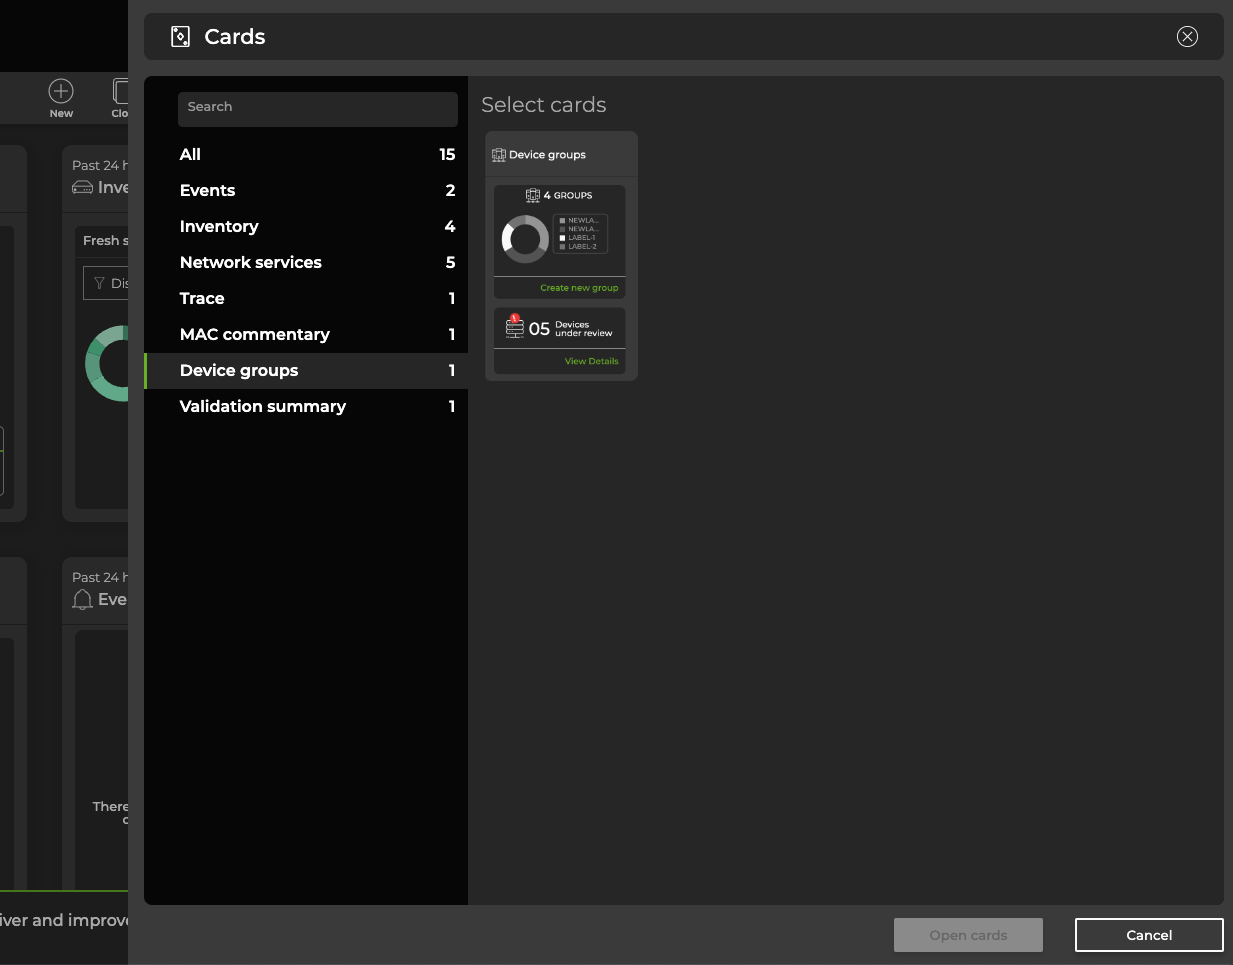 Cards
New
Clo
Search
Select cards
All 15
Events 2
Inventory 4
Network services 5
Trace 1
MAC commentary 1
Device groups 1
Validation summary 1
Device groups
4 GROUPS
NEWLA...
NEWLA...
LABEL-1
LABEL-2
Create new group
05 Devices
under review
View Details
Past 24 h
Inve
Fresh s
Dis
Past 24 h
Eve
There
iver and improve
Open cards
Cancel